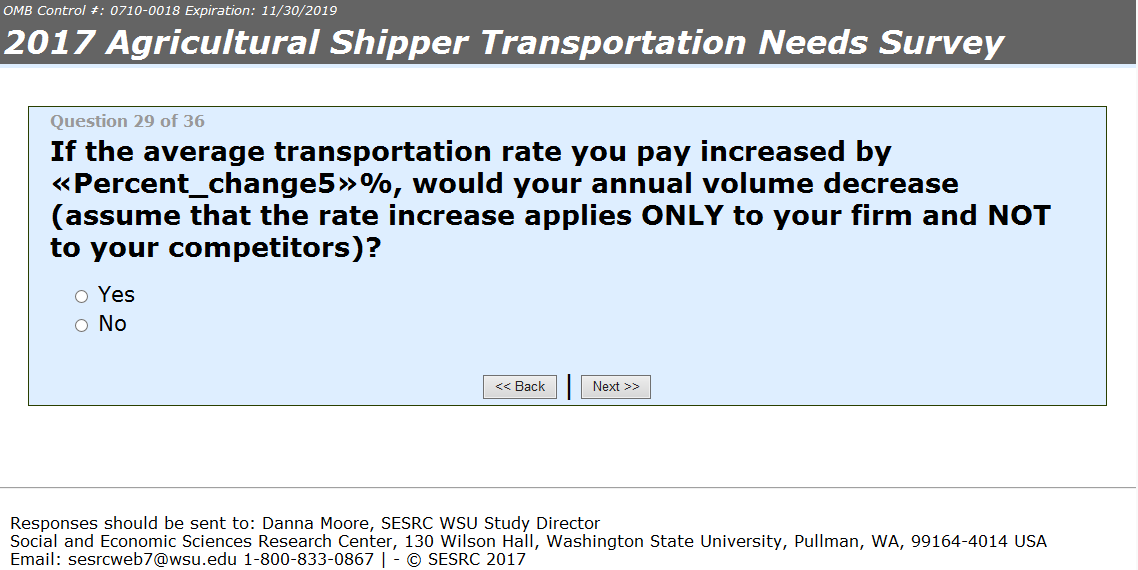 OMB Control #: 0710-0018 Expiration: 11/30/2019
2017 Agricultural Shipper Transportation Needs Survey
Question 29 of 36
If the average transportation rate you pay increased by
«Percent_change5»%, would your annual volume decrease
(assume that the rate increase applies ONLY to your firm and NOT
to your competitors)?
Yes
No
<< Back | Next >>
Responses should be sent to: Danna Moore, SESRC WSU Study Director
Social and Economic Sciences Research Center, 130 Wilson Hall, Washington State University, Pullman, WA, 99164-4014 USA
Email: sesrcweb7@wsu.edu 1-800-833-0867 | - © SESRC 2017